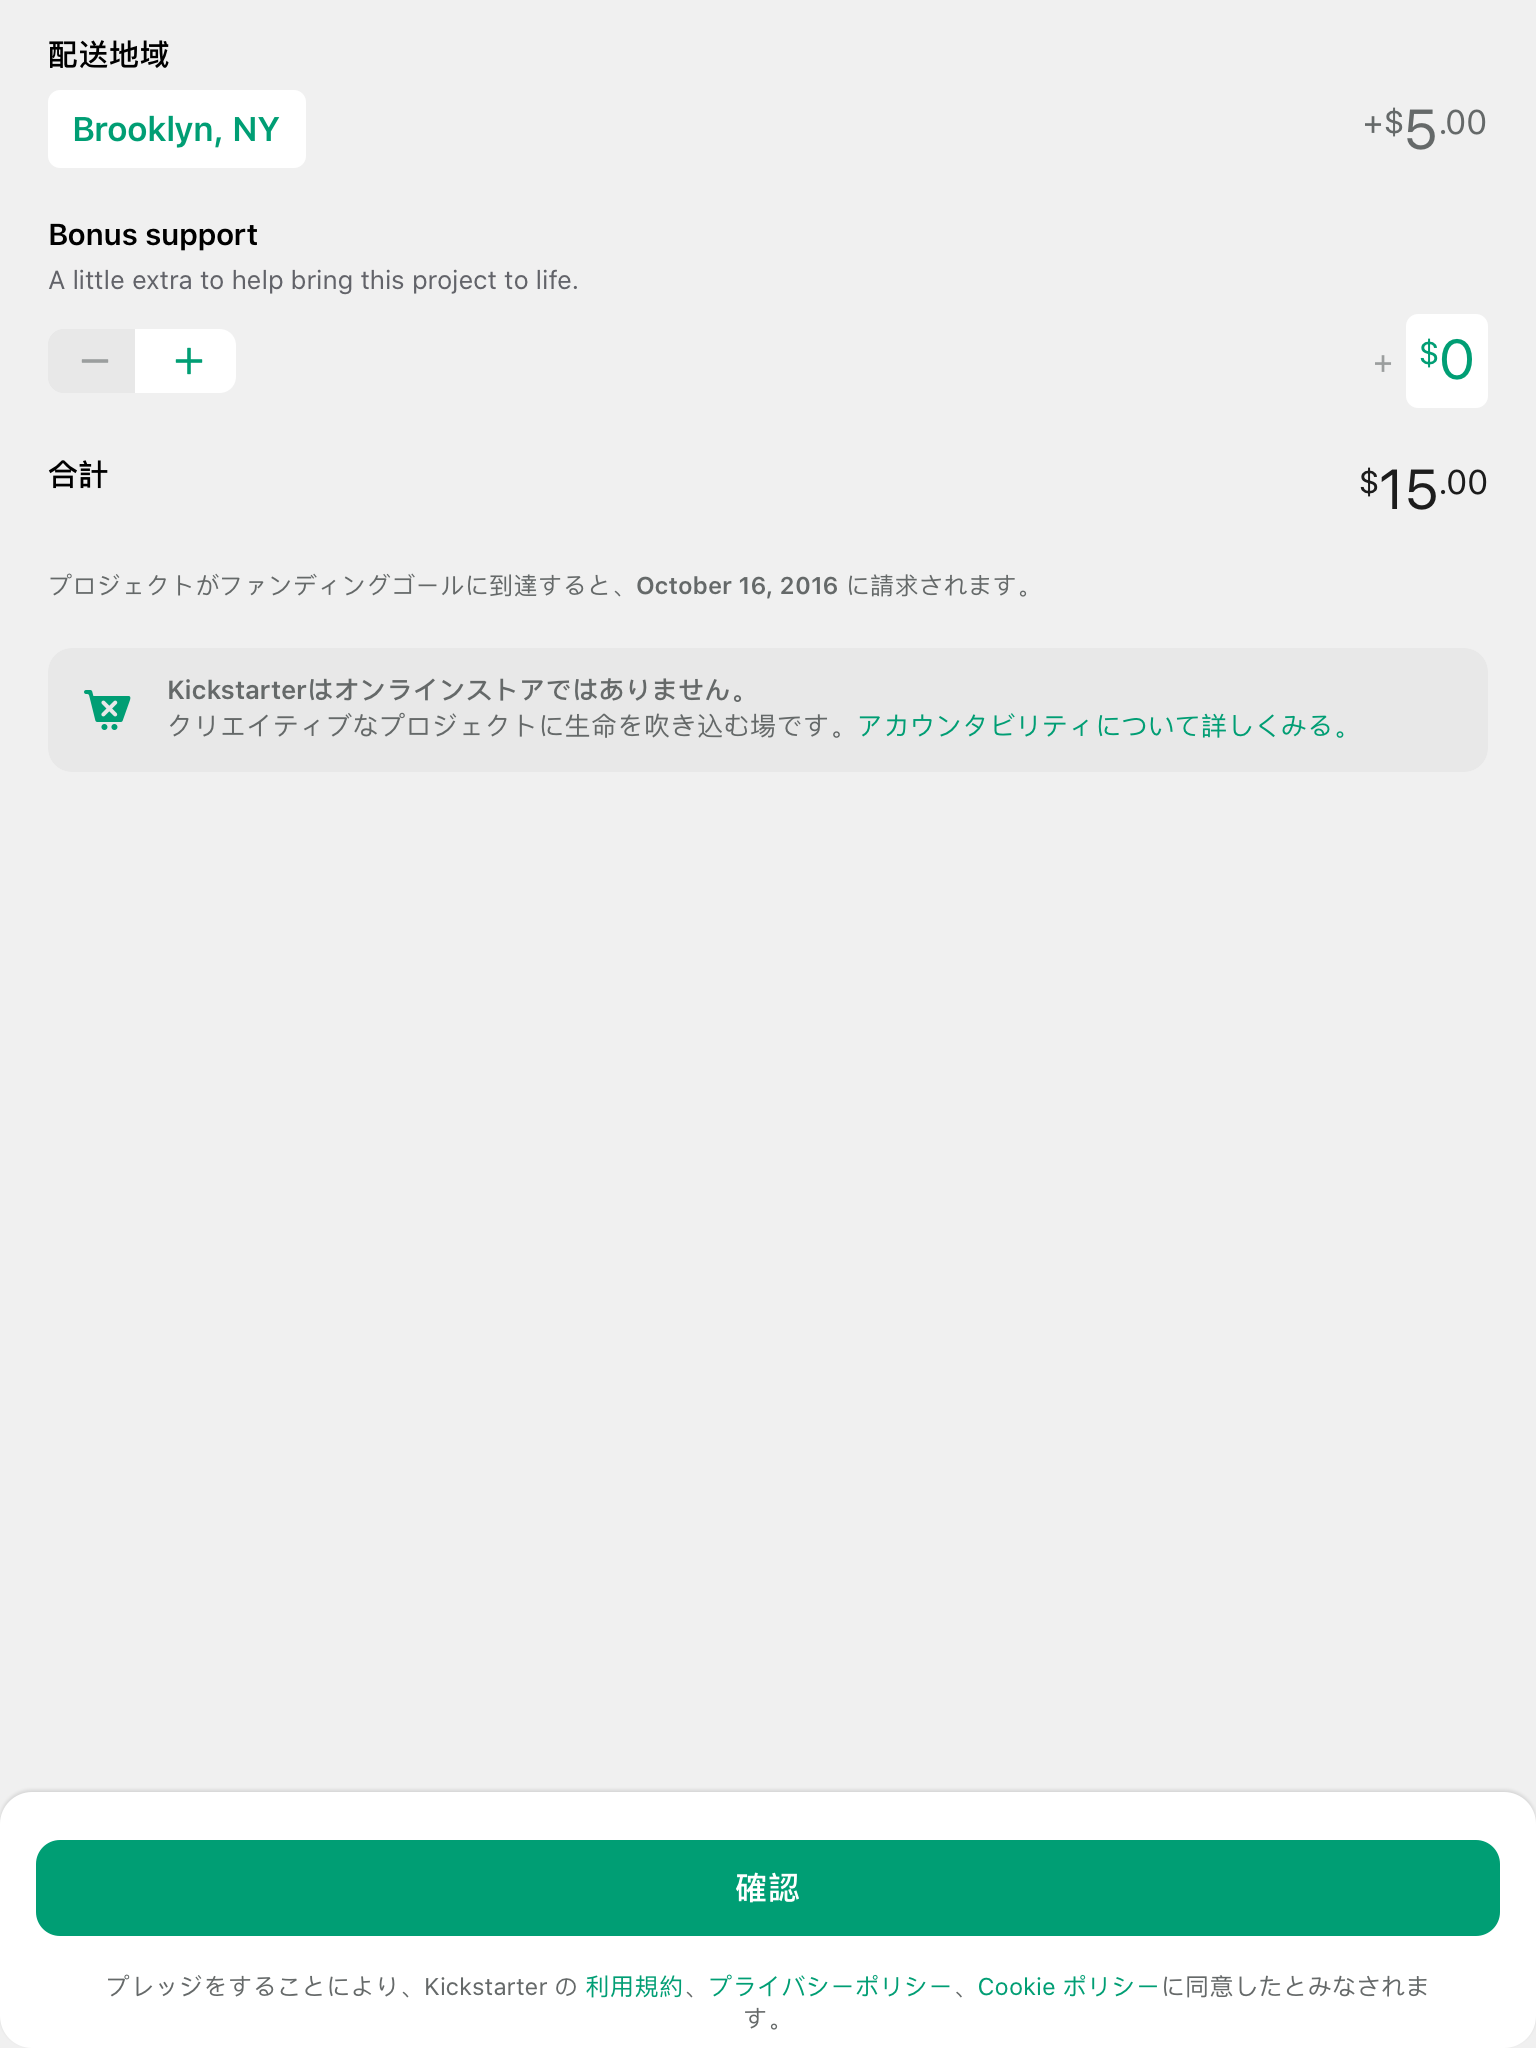 配送地域
Brooklyn, NY
+$5.00
Bonus support
A little extra to help bring this project to life.
+ $0
合計
$15.00
プロジェクトがファンディングゴールに到達すると、October 16, 2016 に請求されます。
Kickstarterはオンラインストアではありません。
クリエイティブなプロジェクトに生命を吹き込む場です。アカウンタビリティについて詳しくみる。
確認
プレッジをすることにより、Kickstarter の 利用規約、プライバシーポリシー、Cookie ポリシーに同意したとみなされま
す。